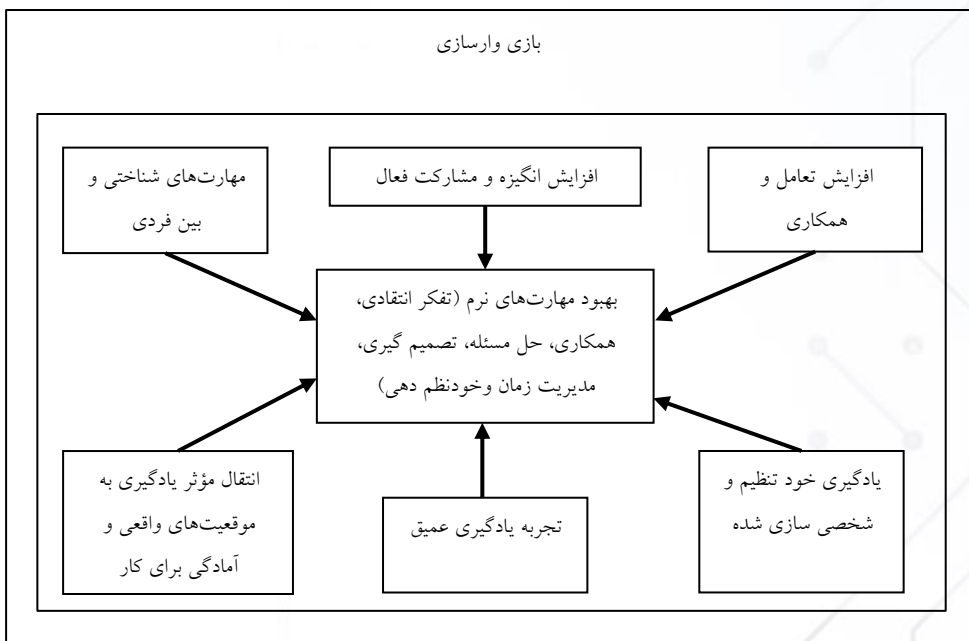 بازی وارسازی
افزایش تعامل و
همکاری
افزایش انگیزه و مشارکت فعال
مهارت‌های شناختی و
بین فردی
بهبود مهارت‌های نرم (تفکر انتقادی،
همکاری، حل مسئله، تصمیم گیری،
مدیریت زمان وخودنظم دهی)
یادگیری خود تنظیم و
شخصی سازی شده
تجربه یادگیری عمیق
انتقال مؤثر یادگیری به
موقعیت‌های واقعی و
آمادگی برای کار